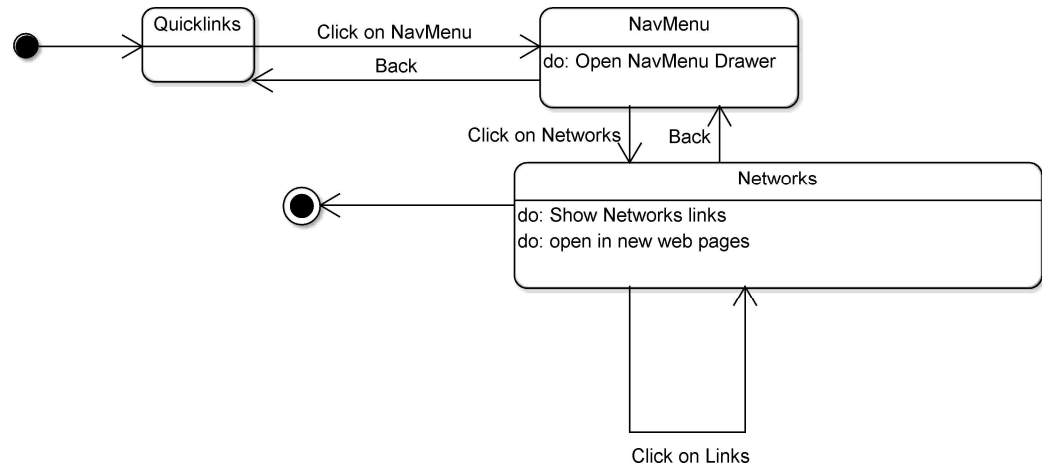 Quicklinks
Click on NavMenu
Back
NavMenu
do: Open NavMenu Drawer
Click on Networks
Back
Networks
do: Show Networks links
do: open in new web pages
Click on Links